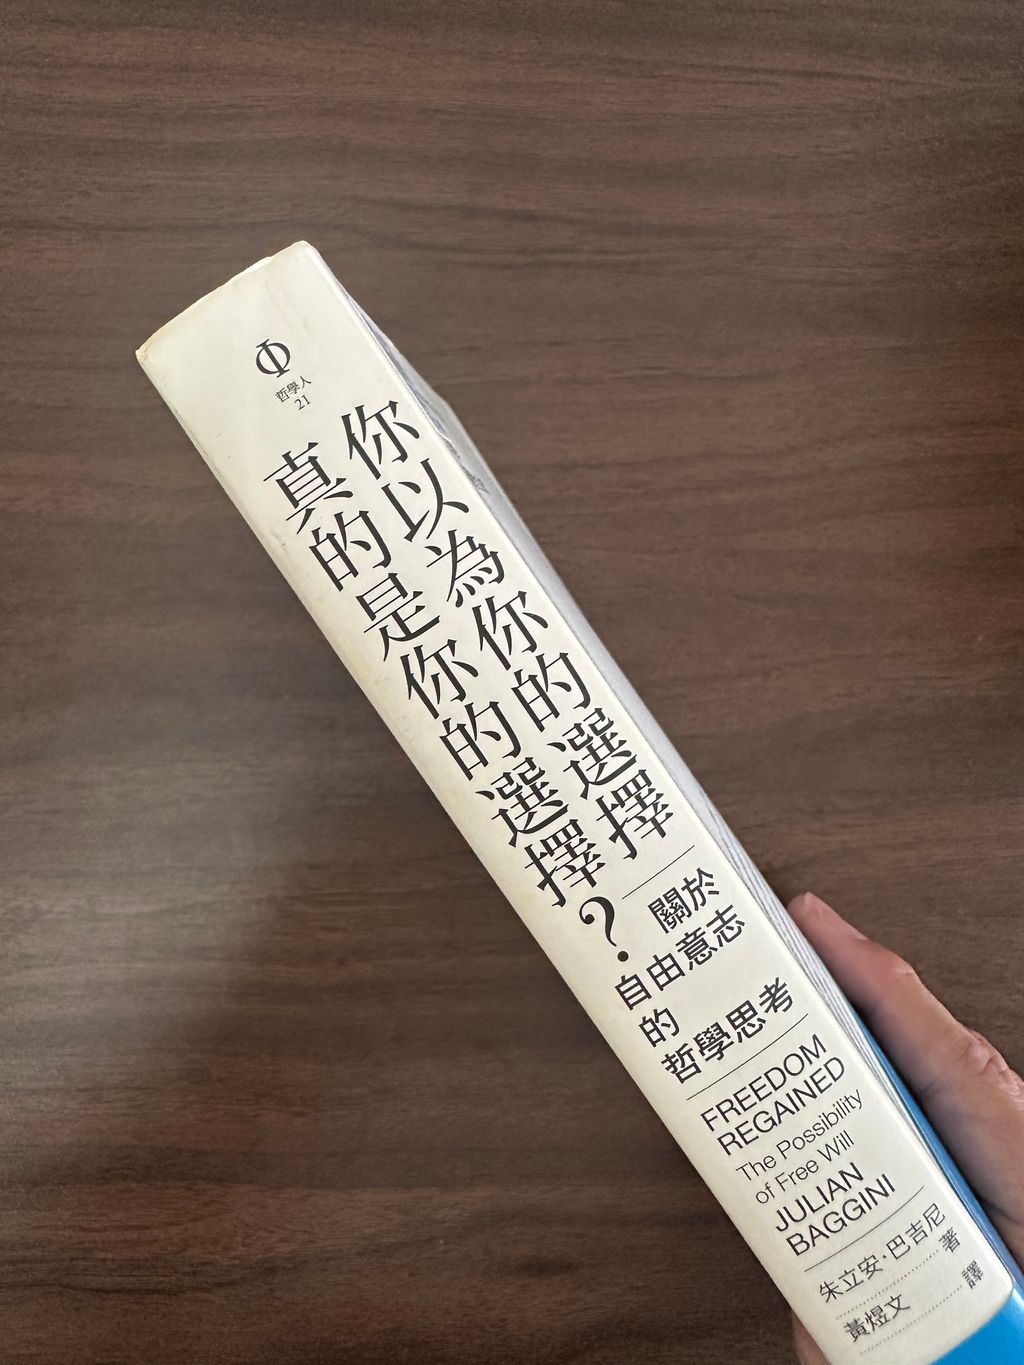 Φ
哲學人
21
你以為你的選擇
真的是你的選擇？
關於
自由意志
的
哲學思考
FREEDOM
REGAINED
The Possibility
of Free Will
JULIAN
BAGGINI
朱立安·巴吉尼 著
黃煜文 譯